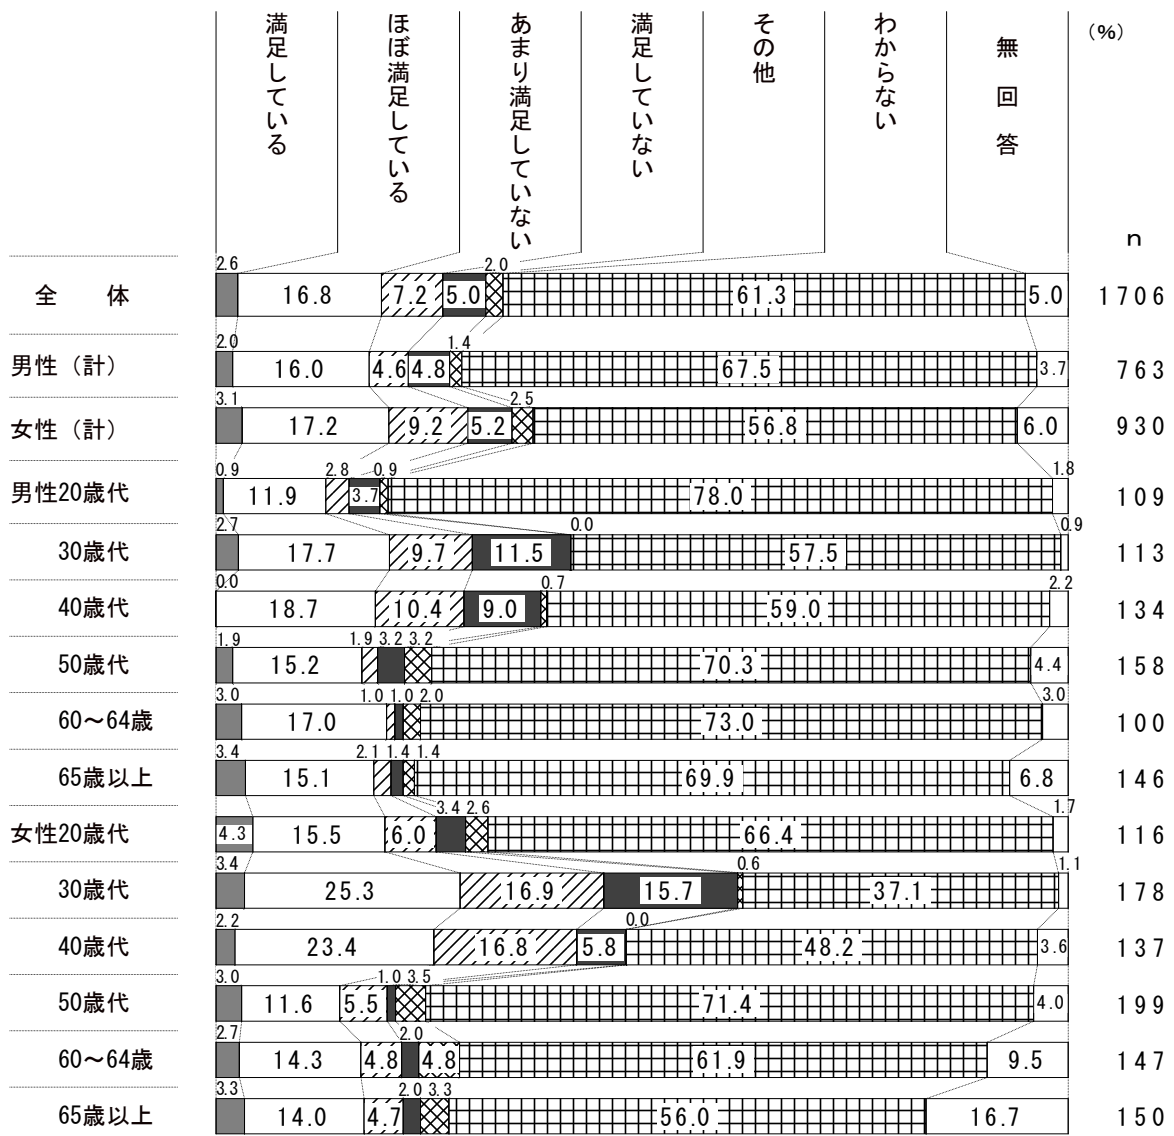 満足している
ほぼ満足している
あまり満足していない
満足していない
その他
わからない
無回答
（％）
n
2.6 2.0
全　体 16.8 7.2 5.0 61.3 5.0 1706
2.0 1.4
男性（計） 16.0 4.6 4.8 67.5 3.7 763
3.1 2.5
女性（計） 17.2 9.2 5.2 56.8 6.0 930
0.9 2.8 0.9 1.8
男性20歳代 11.9 3.7 78.0 109
2.7 0.0 0.9
30歳代 17.7 9.7 11.5 57.5 113
0.0 0.7 2.2
40歳代 18.7 10.4 9.0 59.0 134
1.9 1.9 3.2 3.2
50歳代 15.2 70.3 4.4 158
3.0 1.0 1.0 2.0 3.0
60～64歳 17.0 73.0 100
3.4 2.1 1.4 1.4
65歳以上 15.1 69.9 6.8 146
3.4 2.6 1.7
女性20歳代 4.3 15.5 6.0 66.4 116
3.4 0.6 1.1
30歳代 25.3 16.9 15.7 37.1 178
2.2 0.0
40歳代 23.4 16.8 5.8 48.2 3.6 137
3.0 1.0 3.5
50歳代 11.6 5.5 71.4 4.0 199
2.7 2.0
60～64歳 14.3 4.8 4.8 61.9 9.5 147
3.3 2.0 3.3
65歳以上 14.0 4.7 56.0 16.7 150